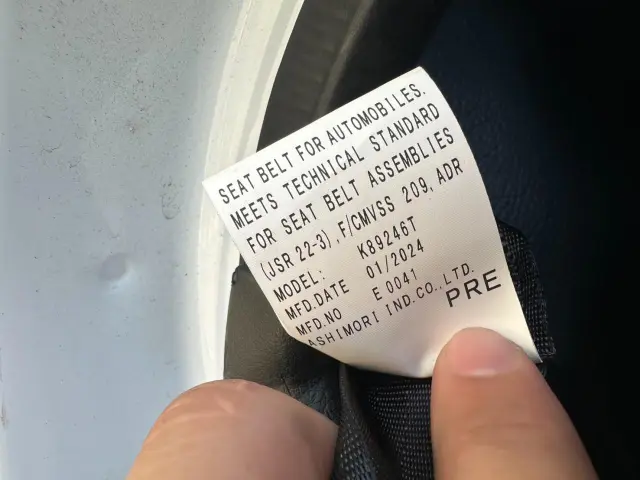 SEAT BELT FOR AUTOMOBILES.
MEETS TECHNICAL STANDARD
FOR SEAT BELT ASSEMBLIES
(JSR 22-3), F/CMVSS 209, ADR
MODEL: K89246T
MFD.DATE 01/2024
MFD.NO E 0041
ASHIMORI IND.CO.,LTD.
PRE